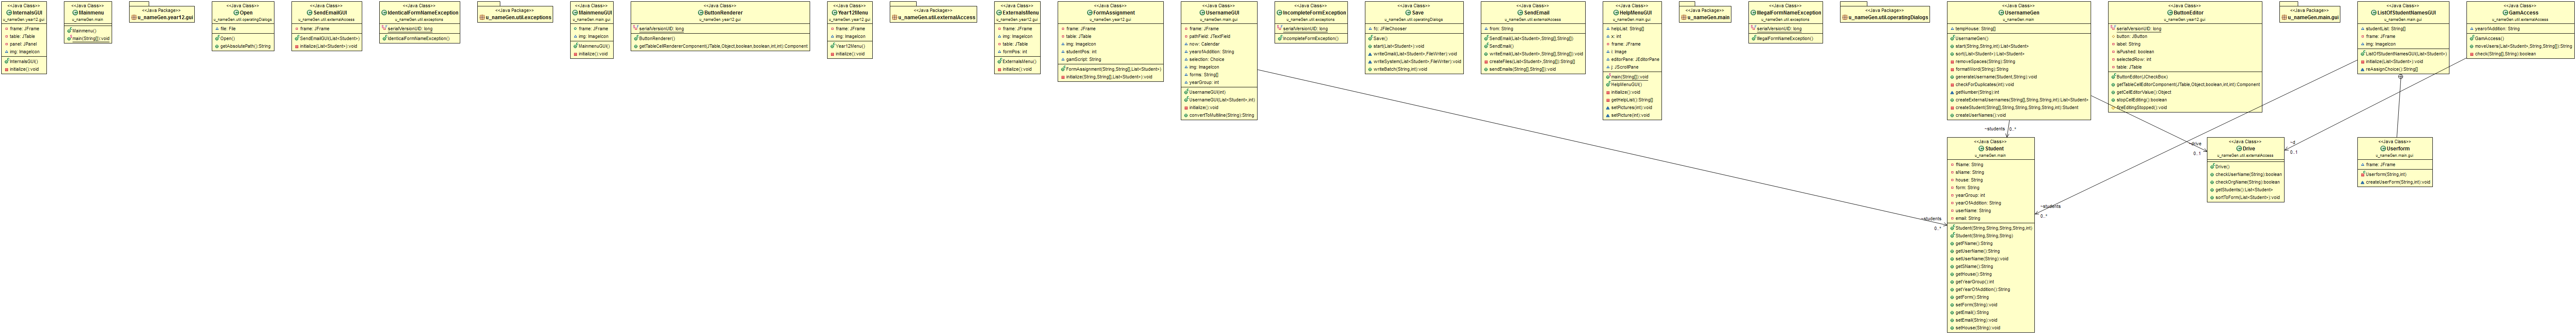 <<Java Class>>
InternalsGUI
u_nameGen.year12.gui
frame: JFrame
table: JTable
panel: JPanel
img: ImageIcon
InternalsGUI()
initialize():void
<<Java Class>>
Mainmenu
u_nameGen.main
Mainmenu()
main(String[]):void
<<Java Package>>
u_nameGen.year12.gui
<<Java Class>>
Open
u_nameGen.util.operatingDialogs
file: File
Open()
getAbsolutePath():String
<<Java Class>>
SendEmailGUI
u_nameGen.util.externalAccess
frame: JFrame
SendEmailGUI(List<Student>)
initialize(List<Student>):void
<<Java Class>>
IdenticalFormNameException
u_nameGen.util.exceptions
serialVersionUID: long
IdenticalFormNameException()
<<Java Package>>
u_nameGen.util.exceptions
<<Java Class>>
MainmenuGUI
u_nameGen.main.gui
frame: JFrame
img: ImageIcon
MainmenuGUI()
initialize():void
<<Java Class>>
ButtonRenderer
u_nameGen.year12.gui
serialVersionUID: long
ButtonRenderer()
getTableCellRendererComponent(JTable,Object,boolean,boolean,int,int):Component
<<Java Class>>
Year12Menu
u_nameGen.year12.gui
frame: JFrame
img: ImageIcon
Year12Menu()
initialize():void
<<Java Package>>
u_nameGen.util.externalAccess
<<Java Class>>
ExternalsMenu
u_nameGen.year12.gui
frame: JFrame
img: ImageIcon
table: JTable
formPos: int
ExternalsMenu()
initialize():void
<<Java Class>>
FormAssignment
u_nameGen.year12.gui
frame: JFrame
table: JTable
img: ImageIcon
studentPos: int
gamScript: String
FormAssignment(String,String[],List<Student>)
initialize(String,String[],List<Student>):void
<<Java Class>>
UsernameGUI
u_nameGen.main.gui
frame: JFrame
pathField: JTextField
now: Calendar
yearofAddition: String
selection: Choice
img: ImageIcon
forms: String[]
yearGroup: int
UsernameGUI(int)
UsernameGUI(List<Student>,int)
initialize():void
convertToMultiline(String):String
<<Java Class>>
IncompleteFormException
u_nameGen.util.exceptions
serialVersionUID: long
IncompleteFormException()
<<Java Class>>
Save
u_nameGen.util.operatingDialogs
fc: JFileChooser
Save()
start(List<Student>):void
writeGmail(List<Student>,FileWriter):void
writeSystem(List<Student>,FileWriter):void
writeBatch(String,int):void
<<Java Class>>
SendEmail
u_nameGen.util.externalAccess
from: String
SendEmail(List<Student>,String[],String[])
SendEmail()
writeEmail(List<Student>,String[],String[]):void
createFiles(List<Student>,String[],String[]
sendEmails(String[],String[]):void
<<Java Class>>
HelpMenuGUI
u_nameGen.main.gui
helpList: String[]
x: int
frame: JFrame
i: Image
editorPane: JEditorPane
j: JScrollPane
main(String[]):void
HelpMenuGUI()
initialize():void
getHelpList():String[]
setPictures(int):void
setPicture(int):void
<<Java Package>>
u_nameGen.main
<<Java Class>>
IllegalFormNameException
u_nameGen.util.exceptions
serialVersionUID: long
IllegalFormNameException()
<<Java Package>>
u_nameGen.util.operatingDialogs
<<Java Class>>
UsernameGen
u_nameGen.main
tempHouse: String[]
UsernameGen()
start(String,String,int):List<Student>
sort(List<Student>):List<Student>
removeSpaces(String):String
formatWord(String):String
generateUsername(Student,String):void
checkForDuplicates(int):void
getNumber(String):int
createExternalUsernames(String[],String,String,int):List<Student>
createStudent(String[],String,String,String,String,int):Student
createUserNames():void
<<Java Class>>
ButtonEditor
u_nameGen.year12.gui
serialVersionUID: long
button: JButton
label: String
isPushed: boolean
selectedRow: int
table: JTable
ButtonEditor(JCheckBox)
getTableCellEditorComponent(JTable,Object,boolean,int,int):Component
getCellEditorValue():Object
stopCellEditing():boolean
fireEditingStopped():void
<<Java Package>>
u_nameGen.main.gui
<<Java Class>>
ListOfStudentNamesGUI
u_nameGen.main.gui
studentList: String[]
frame: JFrame
img: ImageIcon
ListOfStudentNamesGUI(List<Student>)
initialize(List<Student>):void
reAssignChoice():String[]
<<Java Class>>
GamAccess
u_nameGen.util.externalAccess
yearofAddition: String
GamAccess()
moveUsers(List<Student>,String,String[]):String
check(String[],String):boolean
~students
0..*
~drive
0..1
~d
0..1
~students
0..*
~students
0..*
<<Java Class>>
Student
u_nameGen.main
fName: String
sName: String
house: String
form: String
yearGroup: int
yearOfAddition: String
userName: String
email: String
Student(String,String,String,String,int)
Student(String,String,String)
getFName():String
getUserName():String
setUserName(String):void
getSName():String
getHouse():String
getYearGroup():int
getYearOfAddition():String
getForm():String
setForm(String):void
getEmail():String
setEmail(String):void
setHouse(String):void
<<Java Class>>
Drive
u_nameGen.util.externalAccess
Drive()
checkUserName(String):boolean
checkOrgName(String):boolean
getStudents():List<Student>
sortToForm(List<Student>):void
<<Java Class>>
Userform
u_nameGen.main.gui
frame: JFrame
Userform(String,int)
createUserForm(String,int):void